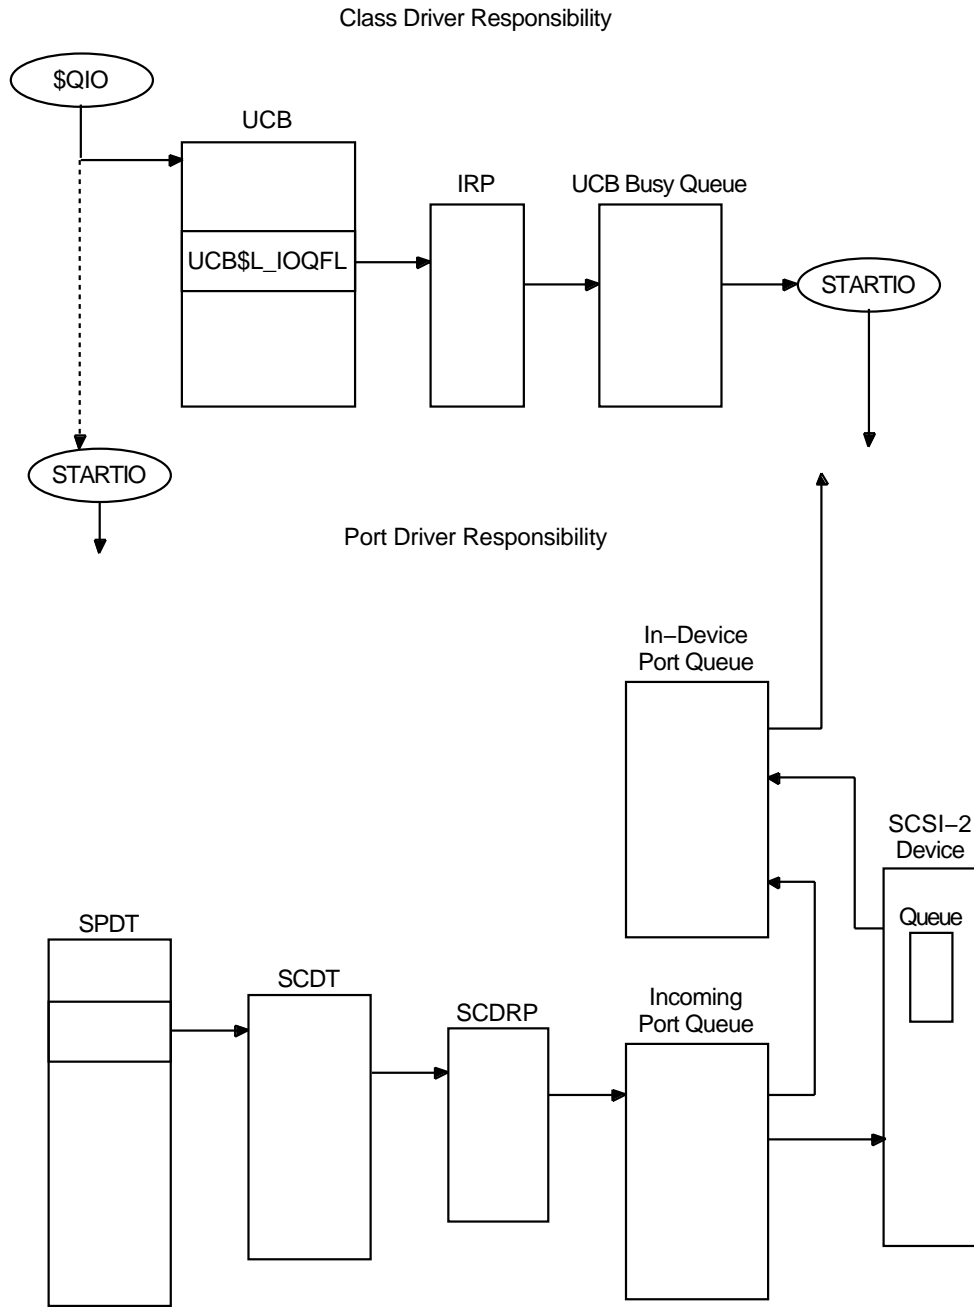 Class Driver Responsibility
$QIO
UCB
IRP
UCB Busy Queue
UCB$L_IOQFL
STARTIO
STARTIO
Port Driver Responsibility
In−Device
Port Queue
SCSI−2
Device
Queue
SPDT
SCDT
SCDRP
Incoming
Port Queue